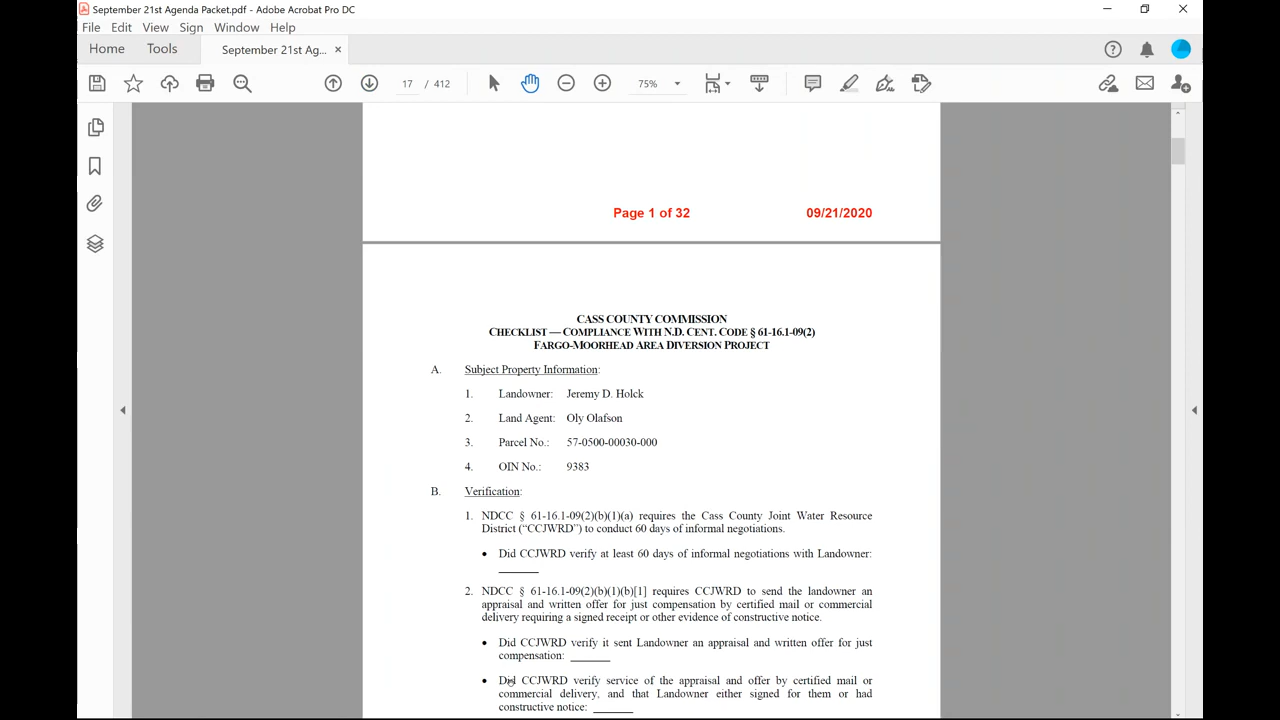 September 21st Agenda Packet.pdf - Adobe Acrobat Pro DC
File Edit View Sign Window Help
Home Tools September 21st Ag... ×
17 / 412 75%
Page 1 of 32 09/21/2020
CASS COUNTY COMMISSION
CHECKLIST — COMPLIANCE WITH N.D. CENT. CODE § 61-16.1-09(2)
FARGO-MOORHEAD AREA DIVERSION PROJECT
A. Subject Property Information:
1. Landowner: Jeremy D. Holck
2. Land Agent: Oly Olafson
3. Parcel No.: 57-0500-00030-000
4. OIN No.: 9383
B. Verification:
1. NDCC § 61-16.1-09(2)(b)(1)(a) requires the Cass County Joint Water Resource
District (“CCJWRD”) to conduct 60 days of informal negotiations.
• Did CCJWRD verify at least 60 days of informal negotiations with Landowner:
_______
2. NDCC § 61-16.1-09(2)(b)(1)(b)[1] requires CCJWRD to send the landowner an
appraisal and written offer for just compensation by certified mail or commercial
delivery requiring a signed receipt or other evidence of constructive notice.
• Did CCJWRD verify it sent Landowner an appraisal and written offer for just
compensation: _______
• Did CCJWRD verify service of the appraisal and offer by certified mail or
commercial delivery, and that Landowner either signed for them or had
constructive notice: _______